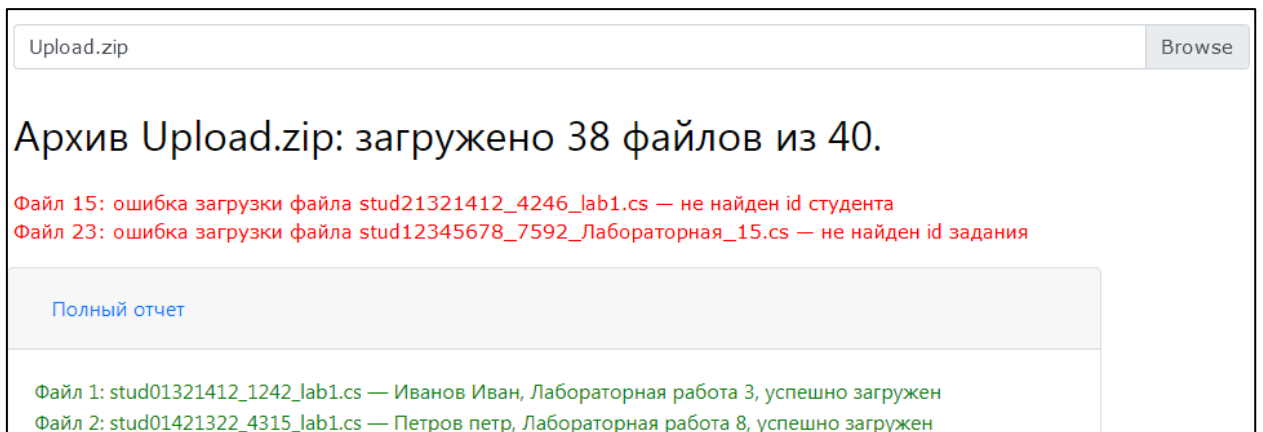 Upload.zip
Browse
Архив Upload.zip: загружено 38 файлов из 40.
Файл 15: ошибка загрузки файла stud21321412_4246_lab1.cs — не найден id студента
Файл 23: ошибка загрузки файла stud12345678_7592_Лабораторная_15.cs — не найден id задания
Полный отчет
Файл 1: stud01321412_1242_lab1.cs — Иванов Иван, Лабораторная работа 3, успешно загружен
Файл 2: stud01421322_4315_lab1.cs — Петров петр, Лабораторная работа 8, успешно загружен